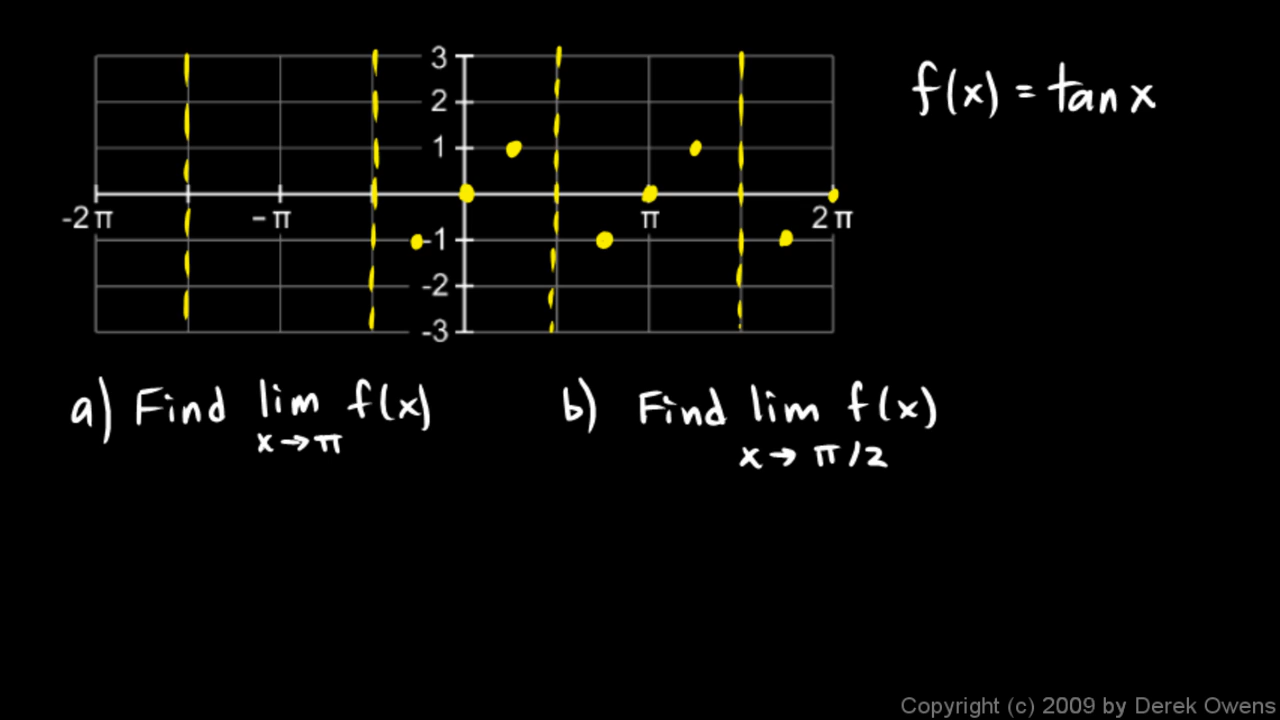 3
2
1
-2π
-π
π
2π
-1
-2
-3
f(x) = tan x
a) Find lim f(x)
x→π
b) Find lim f(x)
x→ π/2
Copyright (c) 2009 by Derek Owens